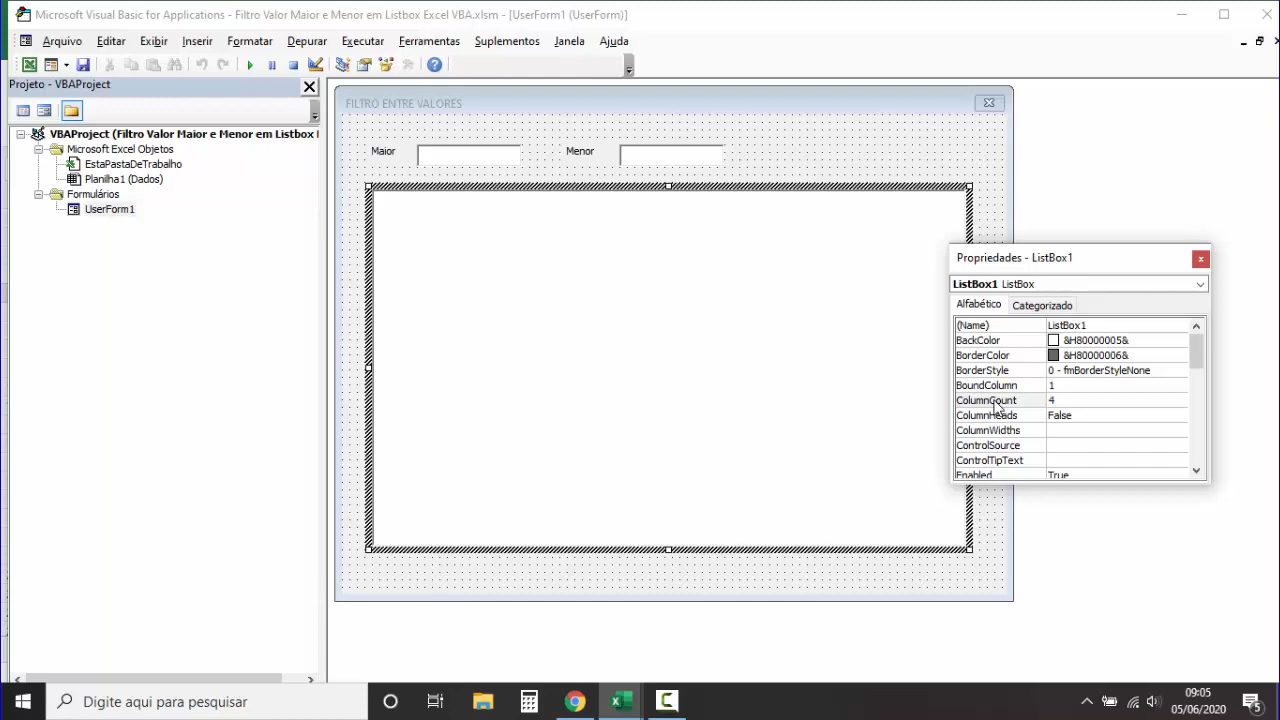 Microsoft Visual Basic for Applications - Filtro Valor Maior e Menor em Listbox Excel VBA.xlsm - [UserForm1 (UserForm)]
Arquivo Editar Exibir Inserir Formatar Depurar Executar Ferramentas Suplementos Janela Ajuda
Projeto - VBAProject
VBAProject (Filtro Valor Maior e Menor em Listbox
Microsoft Excel Objetos
EstaPastaDeTrabalho
Planilha1 (Dados)
Formulários
UserForm1
FILTRO ENTRE VALORES
Maior Menor
Propriedades - ListBox1
ListBox1 ListBox
Alfabético Categorizado
(Name) ListBox1
BackColor &H80000005&
BorderColor &H80000006&
BorderStyle 0 - fmBorderStyleNone
BoundColumn 1
ColumnCount 4
ColumnHeads False
ColumnWidths
ControlSource
ControlTipText
Enabled True
Digite aqui para pesquisar
09:05
05/06/2020
5